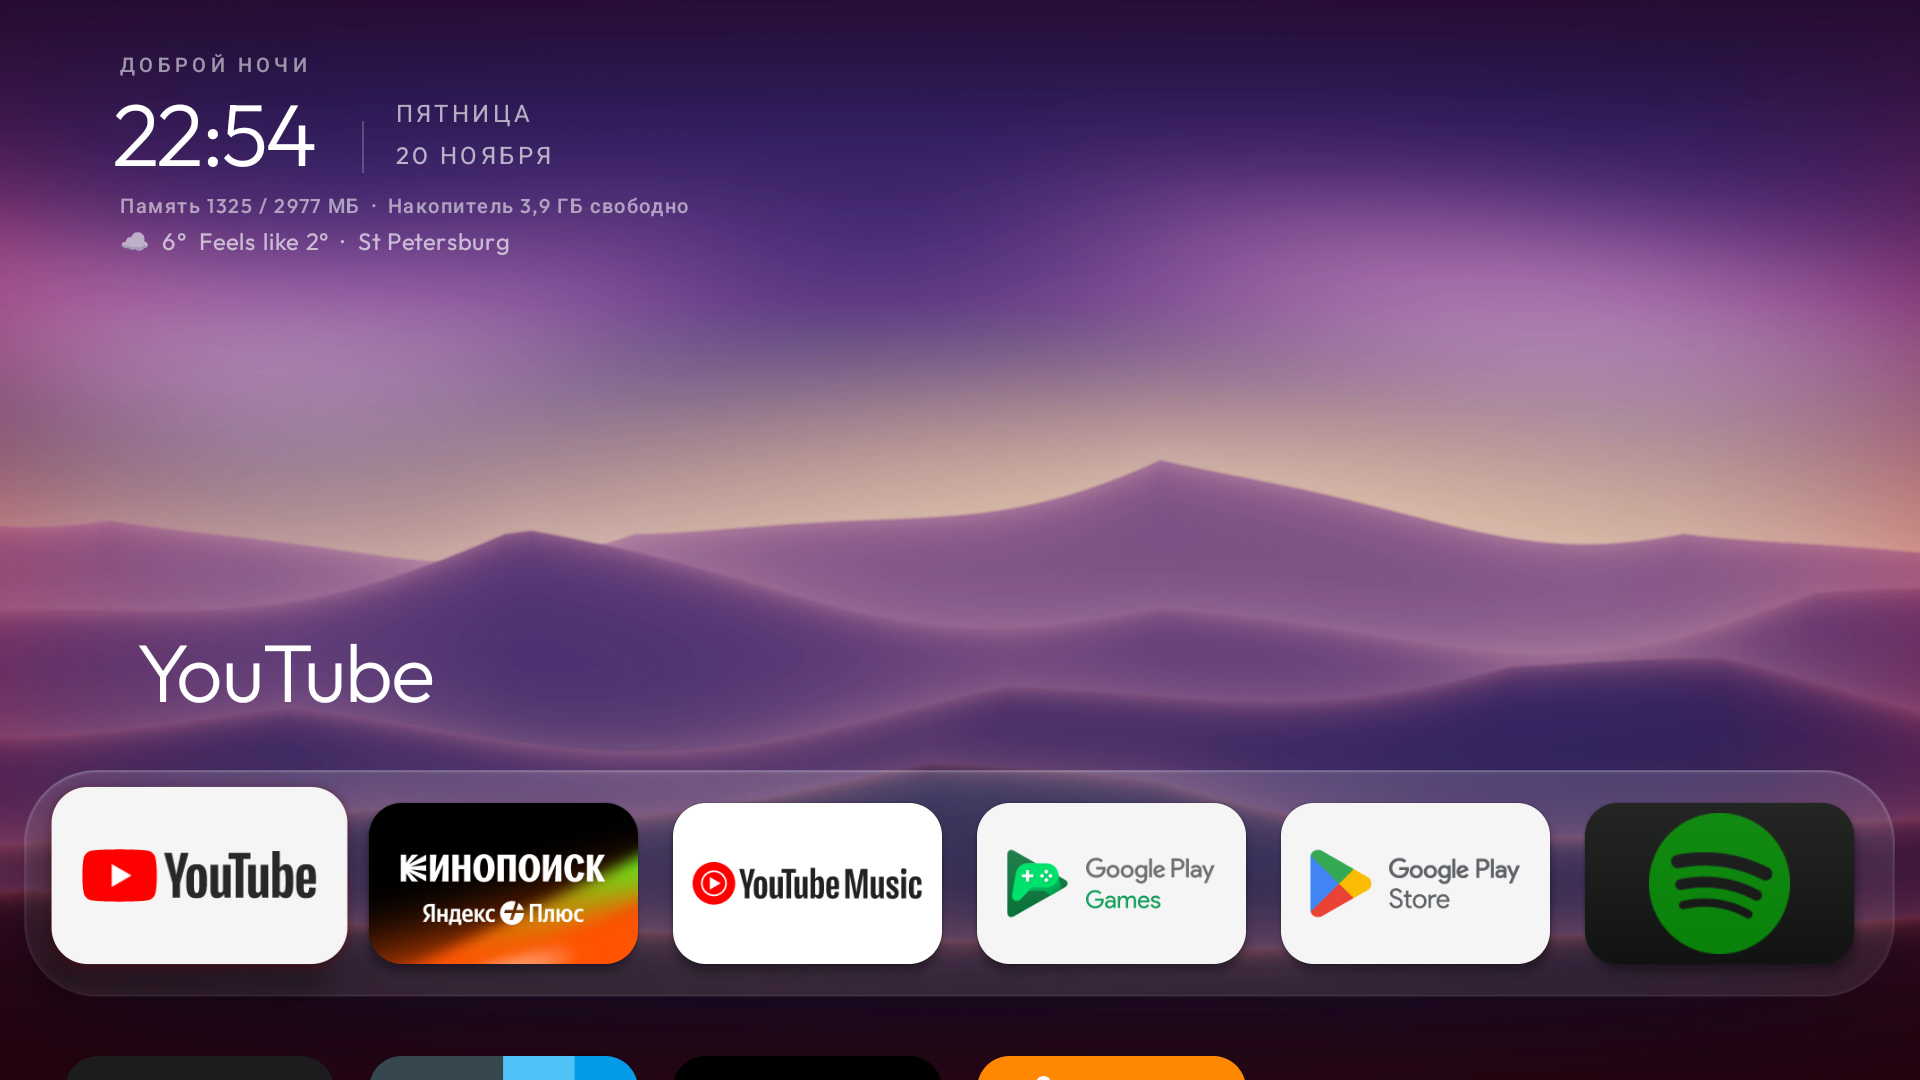 ДОБРОЙ НОЧИ
22:54
ПЯТНИЦА
20 НОЯБРЯ
Память 1325 / 2977 МБ · Накопитель 3,9 ГБ свободно
6° Feels like 2° · St Petersburg
YouTube
YouTube
КИНОПОИСК
Яндекс Плюс
YouTube Music
Google Play
Games
Google Play
Store